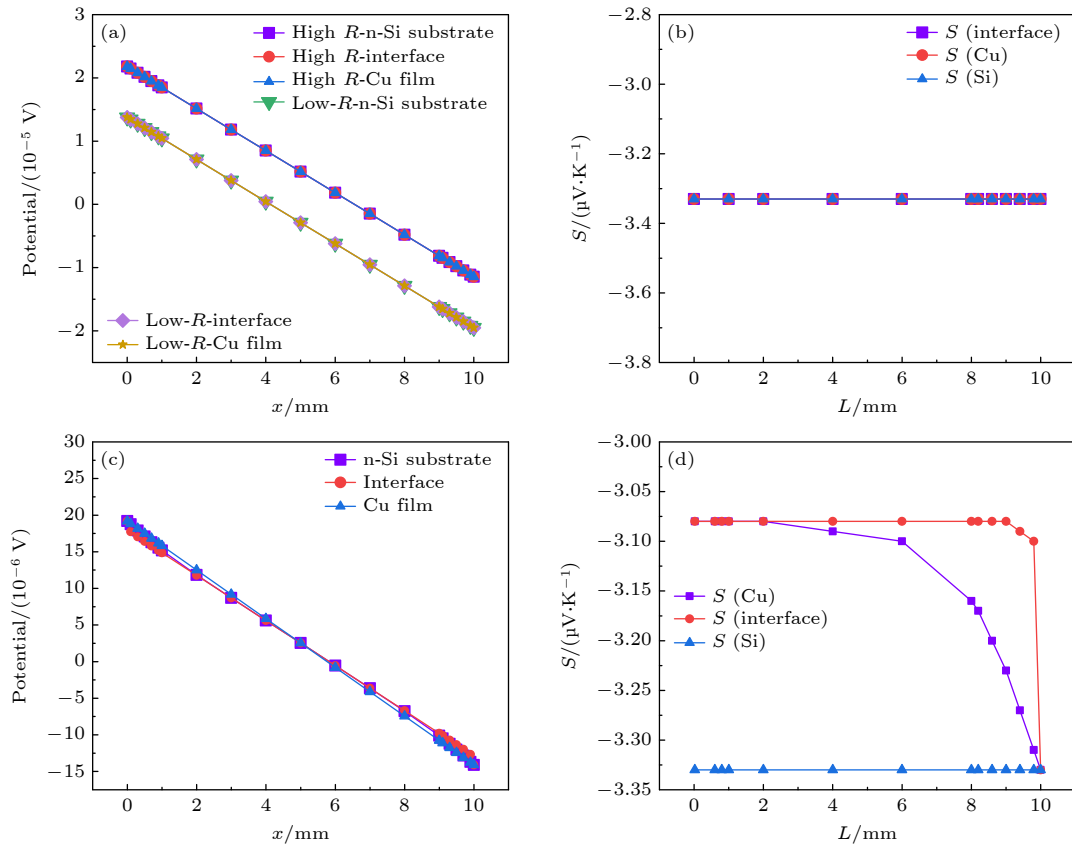 (a)
High R-n-Si substrate
High R-interface
High R-Cu film
Low-R-n-Si substrate
Low-R-interface
Low-R-Cu film
3
2
1
0
−1
−2
Potential/(10⁻⁵ V)
0 2 4 6 8 10
x/mm
(b)
S (interface)
S (Cu)
S (Si)
−2.8
−3.0
−3.2
−3.4
−3.6
−3.8
S/(μV·K⁻¹)
0 2 4 6 8 10
L/mm
(c)
n-Si substrate
Interface
Cu film
30
25
20
15
10
5
0
−5
−10
−15
Potential/(10⁻⁶ V)
0 2 4 6 8 10
x/mm
(d)
S (Cu)
S (interface)
S (Si)
−3.00
−3.05
−3.10
−3.15
−3.20
−3.25
−3.30
−3.35
S/(μV·K⁻¹)
0 2 4 6 8 10
L/mm